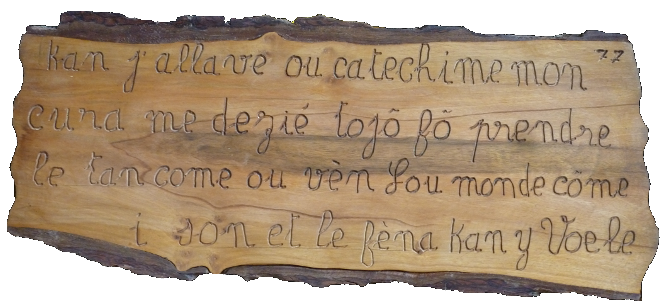 Kan j'allave ou catechime mon 77
cura me dezié tojô fô prendre
le tan come ou vèn Lou monde côme
i son et le fèna Kan y Voele